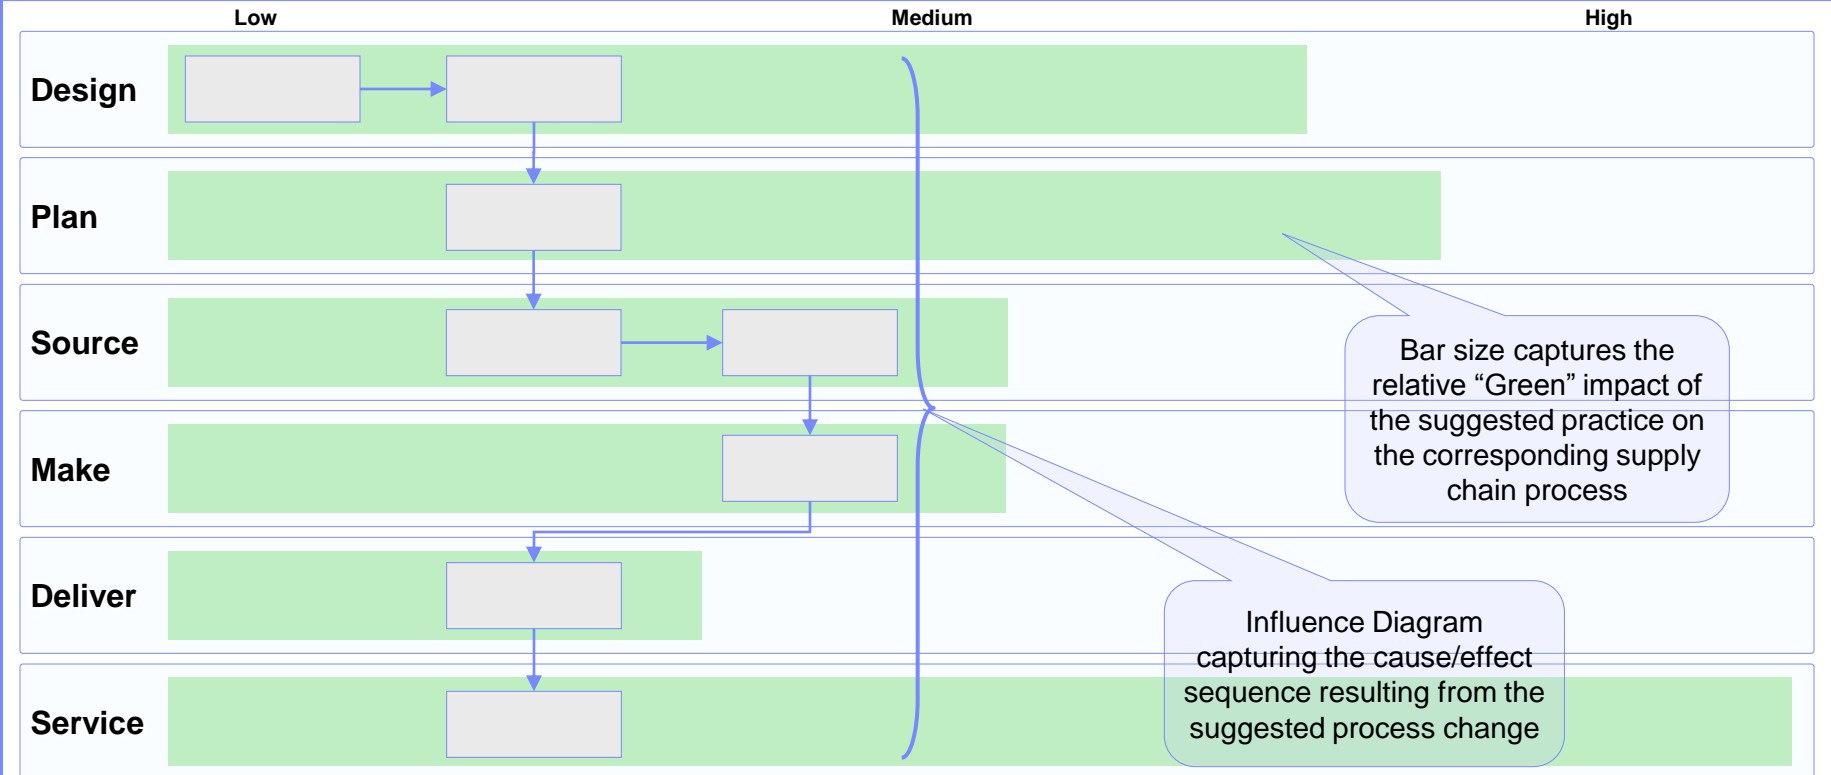 Low Medium High
Design
Plan
Source
Bar size captures the
relative “Green” impact of
the suggested practice on
the corresponding supply
chain process
Make
Deliver
Influence Diagram
capturing the cause/effect
sequence resulting from the
suggested process change
Service